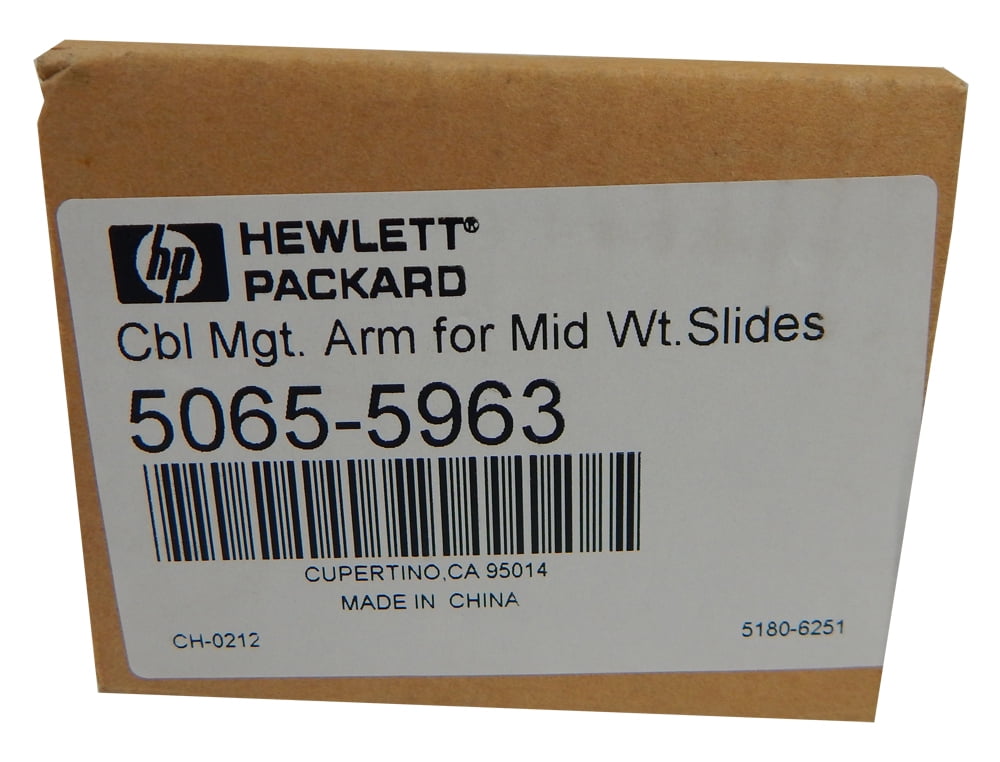 hp HEWLETT®
PACKARD
Cbl Mgt. Arm for Mid Wt.Slides
5065-5963
CUPERTINO,CA 95014
MADE IN CHINA
CH-0212
5180-6251